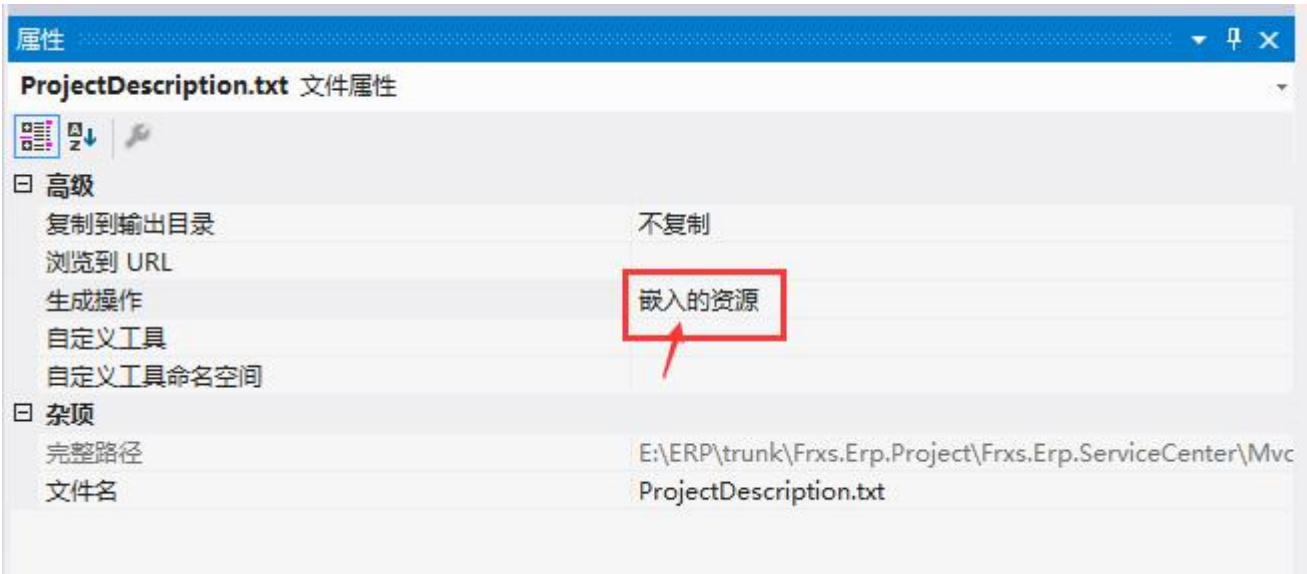 属性
ProjectDescription.txt 文件属性
高级
复制到输出目录 不复制
浏览到 URL
生成操作 嵌入的资源
自定义工具
自定义工具命名空间
杂项
完整路径 E:\ERP\trunk\Frxs.Erp.Project\Frxs.Erp.ServiceCenter\Mvc
文件名 ProjectDescription.txt